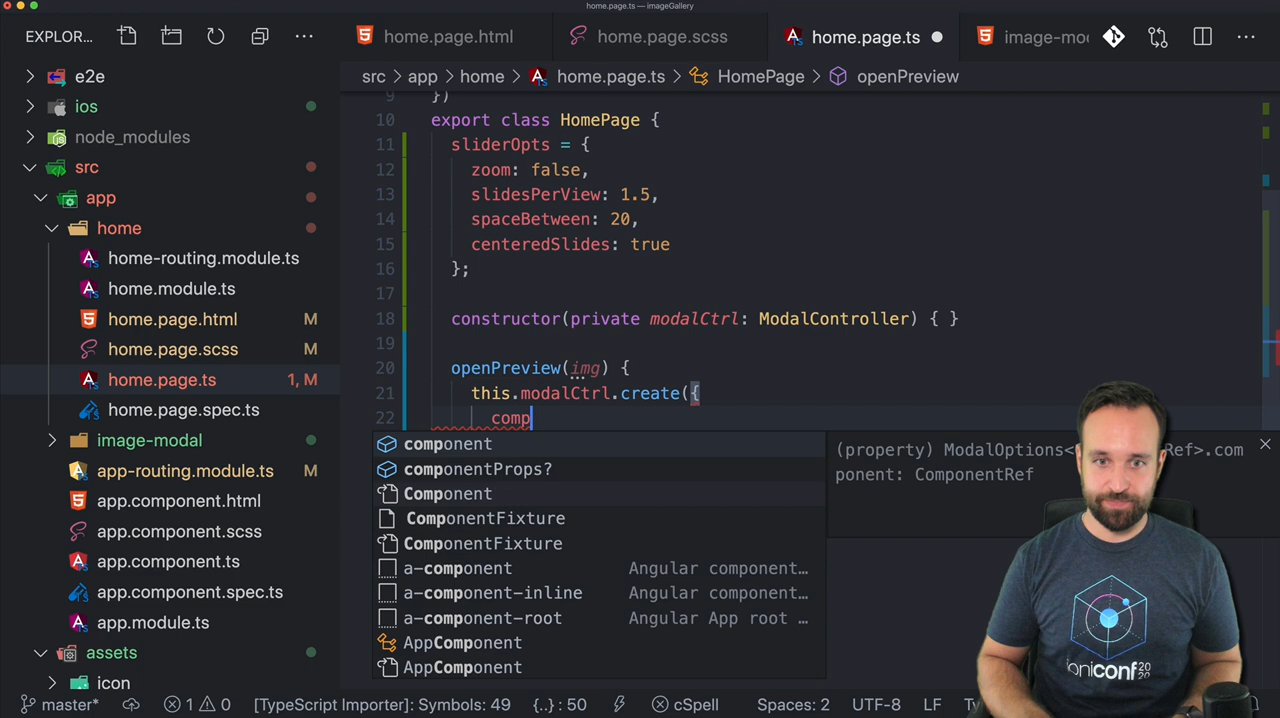 home.page.ts — imageGallery
EXPLOR...
home.page.html
home.page.scss
home.page.ts
image-mo
src > app > home > home.page.ts > HomePage > openPreview
e2e
ios
node_modules
src
app
home
home-routing.module.ts
home.module.ts
home.page.html M
home.page.scss M
home.page.ts 1, M
home.page.spec.ts
image-modal
app-routing.module.ts M
app.component.html
app.component.scss
app.component.ts
app.component.spec.ts
app.module.ts
assets
icon
9 })
10 export class HomePage {
11 sliderOpts = {
12 zoom: false,
13 slidesPerView: 1.5,
14 spaceBetween: 20,
15 centeredSlides: true
16 };
17
18 constructor(private modalCtrl: ModalController) { }
19
20 openPreview(img) {
21 this.modalCtrl.create({
22 comp
component
componentProps?
Component
ComponentFixture
ComponentFixture
a-component Angular component…
a-component-inline Angular component…
a-component-root Angular App root …
AppComponent
AppComponent
(property) ModalOptions<
Ref>.com
ponent: ComponentRef
ioniconf 2020
master* 1 0 [TypeScript Importer]: Symbols: 49 {..} : 50 cSpell Spaces: 2 UTF-8 LF